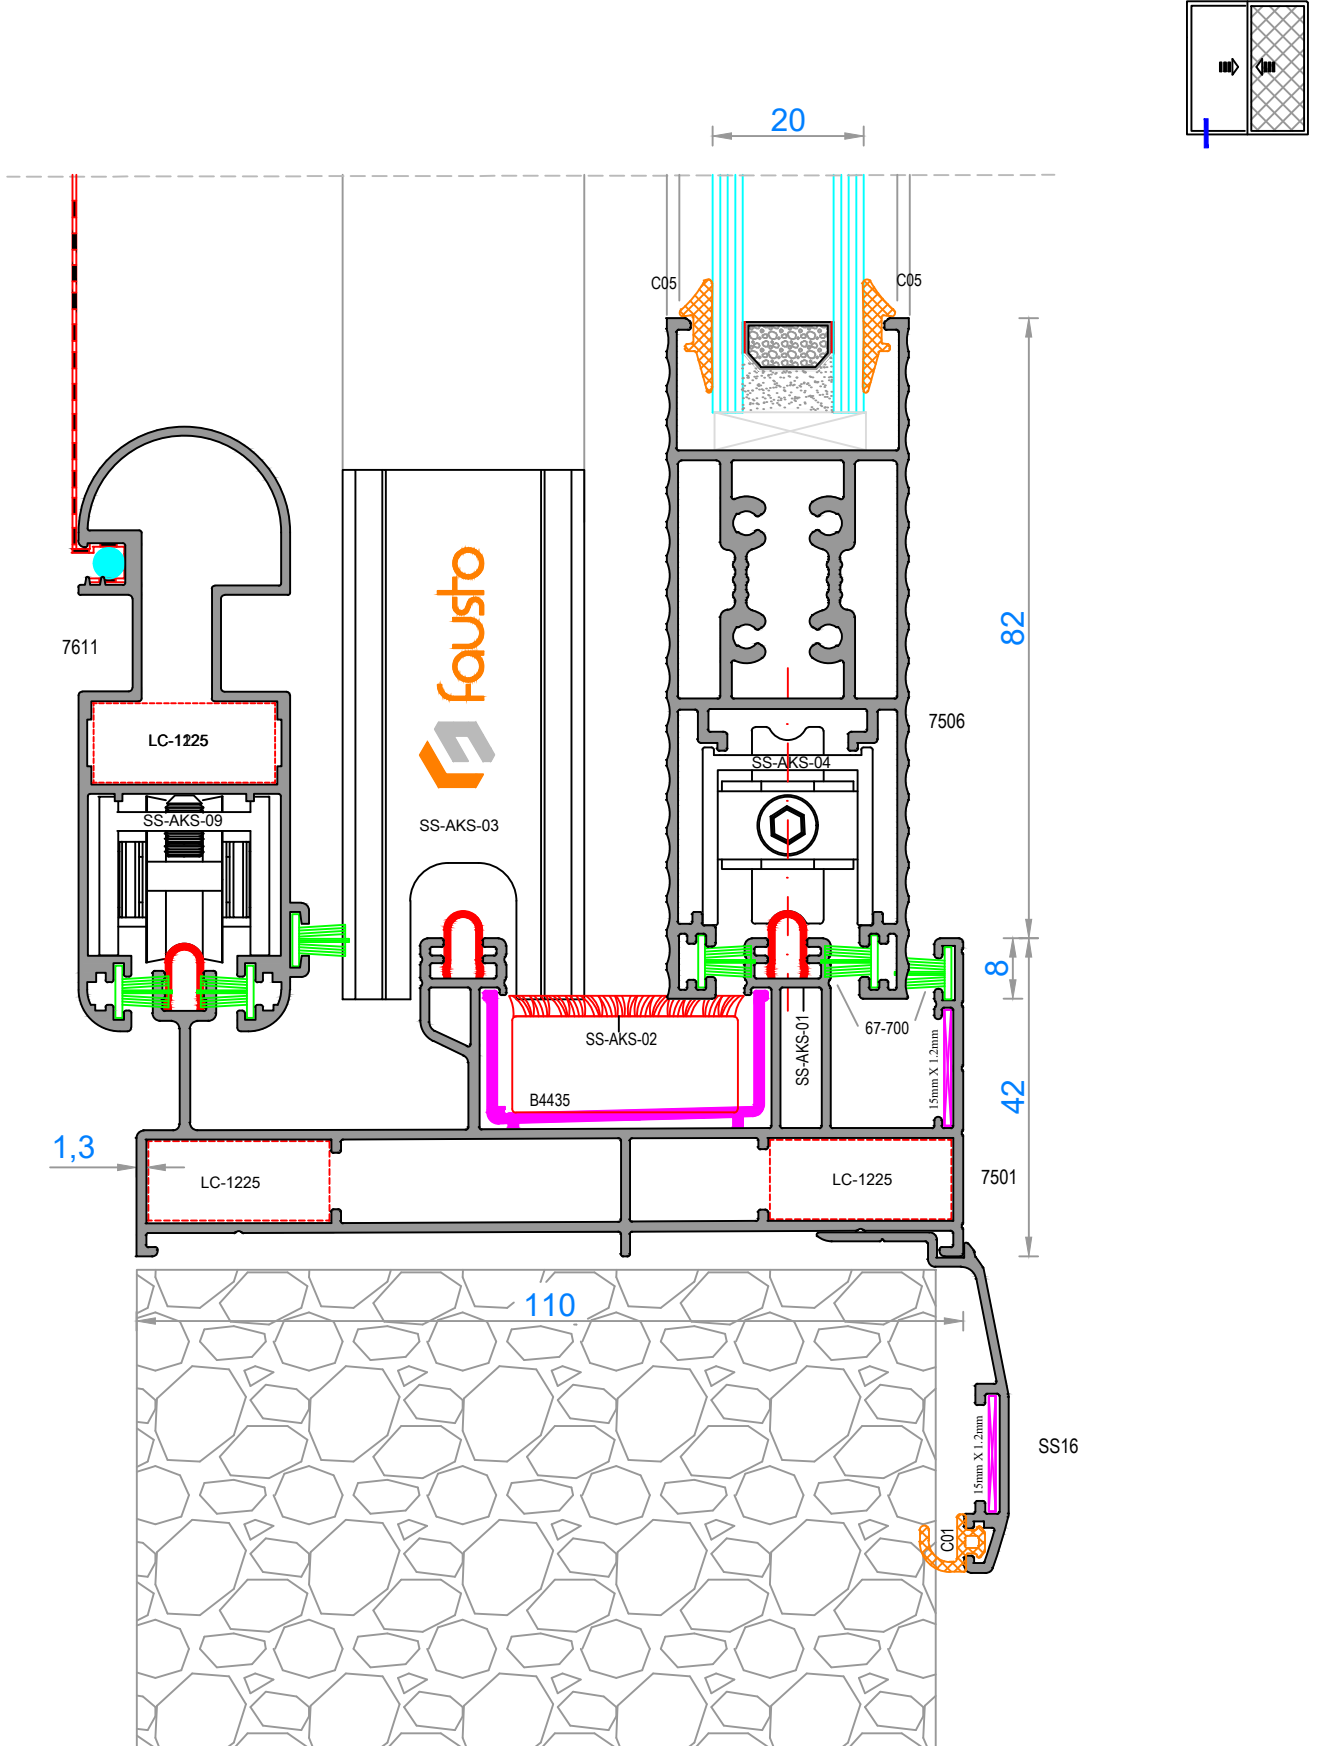 20
C05
C05
82
fausto
7611
7506
LC-1225
SS-AKS-04
SS-AKS-09
SS-AKS-03
8
67-700
SS-AKS-02
SS-AKS-01
15mm X 1.2mm
B4435
42
1,3
LC-1225
LC-1225
7501
110
15mm X 1.2mm
SS16
C01